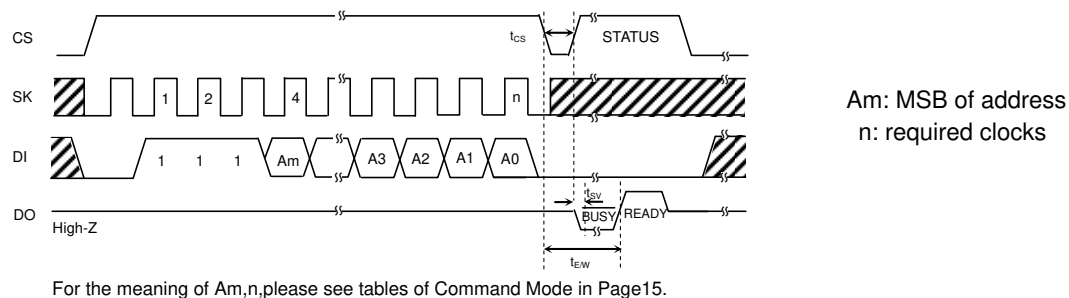 CS
tCS
STATUS
SK
1 2 4 n
DI
1 1 1 Am A3 A2 A1 A0
tSV
DO
BUSY READY
High-Z
tE/W
Am: MSB of address
n: required clocks
For the meaning of Am,n,please see tables of Command Mode in Page15.